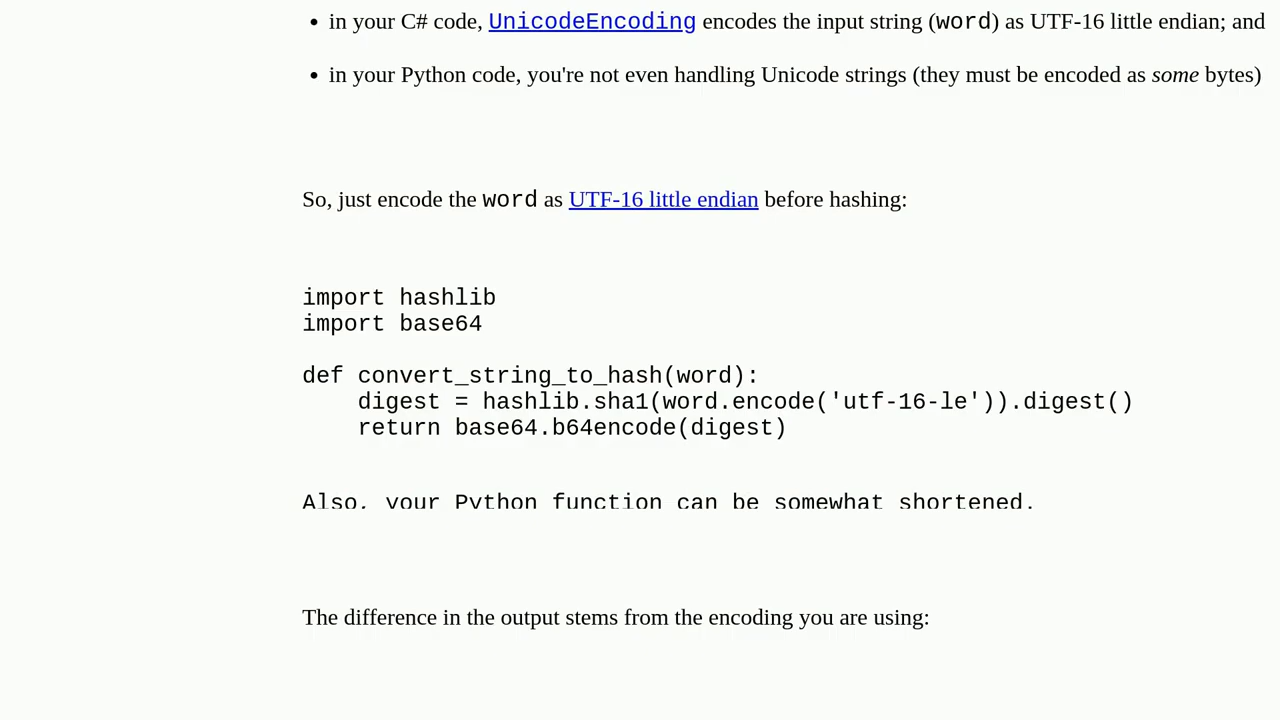 • in your C# code, UnicodeEncoding encodes the input string (word) as UTF-16 little endian; and
• in your Python code, you're not even handling Unicode strings (they must be encoded as some bytes)
So, just encode the word as UTF-16 little endian before hashing:
import hashlib
import base64
def convert_string_to_hash(word):
    digest = hashlib.sha1(word.encode('utf-16-le')).digest()
    return base64.b64encode(digest)
Also, your Python function can be somewhat shortened.
The difference in the output stems from the encoding you are using: